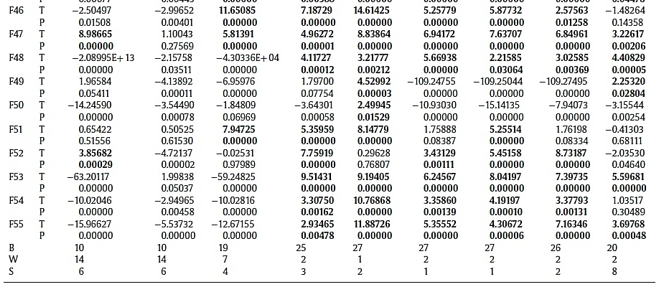 F46 T −2.50497 −2.99652 11.65085 7.18729 14.61425 5.25779 5.87732 2.57563 −1.48264
P 0.01508 0.00401 0.00000 0.00000 0.00000 0.00000 0.00000 0.01258 0.14358
F47 T 8.98665 1.10043 5.81391 4.96272 8.83864 6.94172 7.63707 6.84961 3.22617
P 0.00000 0.27569 0.00000 0.00001 0.00000 0.00000 0.00000 0.00000 0.00206
F48 T −2.08995E+13 −2.15758 −4.30336E+04 4.11727 3.21777 5.66938 2.21585 3.02585 4.40829
P 0.00000 0.03511 0.00000 0.00012 0.00212 0.00000 0.03064 0.00369 0.00005
F49 T 1.96584 −4.13892 −6.95976 1.79700 4.52992 −109.24755 −109.25044 −109.27495 2.25320
P 0.05411 0.00011 0.00000 0.07754 0.00003 0.00000 0.00000 0.00000 0.02804
F50 T −14.24590 −3.54490 −1.84809 −3.64301 2.49945 −10.93030 −15.14135 −7.94073 −3.15544
P 0.00000 0.00078 0.06969 0.00058 0.01529 0.00000 0.00000 0.00000 0.00254
F51 T 0.65422 0.50525 7.94725 5.35959 8.14779 1.75888 5.25514 1.76198 −0.41303
P 0.51556 0.61530 0.00000 0.00000 0.00000 0.08387 0.00000 0.08334 0.68111
F52 T 3.85682 −4.72137 −0.02531 7.75919 0.29628 3.43129 5.45158 8.73187 −2.03530
P 0.00029 0.00002 0.97989 0.00000 0.76807 0.00111 0.00000 0.00000 0.04640
F53 T −63.20117 1.99838 −59.24825 9.51431 9.19405 6.24567 8.04197 7.39735 5.59681
P 0.00000 0.05037 0.00000 0.00000 0.00000 0.00000 0.00000 0.00000 0.00000
F54 T −10.02046 −2.94965 −10.02816 3.30750 10.76868 3.35860 4.19197 3.37793 1.03517
P 0.00000 0.00458 0.00000 0.00162 0.00000 0.00139 0.00010 0.00131 0.30489
F55 T −15.96627 −5.53732 −12.67155 2.93465 11.88726 5.35552 4.30672 7.16346 3.69768
P 0.00000 0.00000 0.00000 0.00478 0.00000 0.00000 0.00006 0.00000 0.00048
B 10 10 19 25 27 27 27 26 20
W 14 14 7 2 1 2 2 2 2
S 6 6 4 3 2 1 1 2 8